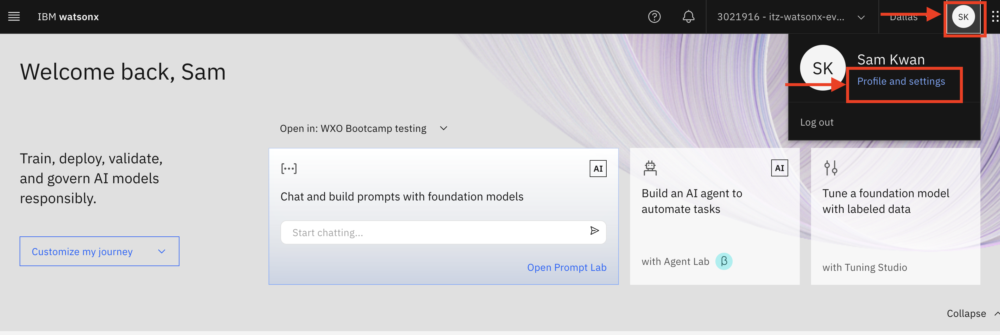 IBM watsonx
3021916 - itz-watsonx-ev...
Dallas
SK
SK
Sam Kwan
Profile and settings
Log out
Welcome back, Sam
Open in: WXO Bootcamp testing
Train, deploy, validate,
and govern AI models
responsibly.
Customize my journey
AI
Chat and build prompts with foundation models
Start chatting...
Open Prompt Lab
AI
Build an AI agent to
automate tasks
with Agent Lab β
Tune a foundation model
with labeled data
with Tuning Studio
Collapse